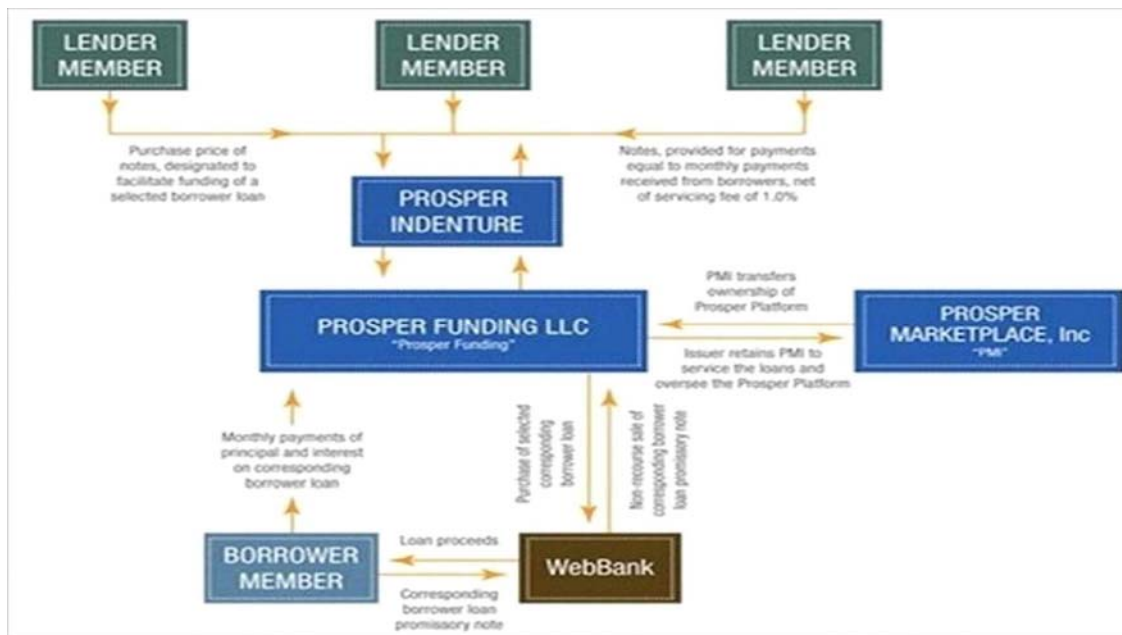 LENDER
MEMBER
LENDER
MEMBER
LENDER
MEMBER
Purchase price of
notes, designated to
facilitate funding of a
selected borrower loan
Notes, provided for payments
equal to monthly payments
received from borrowers, net
of servicing fee of 1.0%
PROSPER
INDENTURE
PROSPER FUNDING LLC
"Prosper Funding"
PMI transfers
ownership of
Prosper Platform
Issuer retains PMI to
service the loans and
oversee the Prosper Platform
PROSPER
MARKETPLACE, Inc
"PMI"
Monthly payments of
principal and interest
on corresponding
borrower loan
Purchase of selected
corresponding
borrower loan
Non-recourse sale of
corresponding borrower
loan promissory note
BORROWER
MEMBER
Loan proceeds
Corresponding
borrower loan
promissory note
WebBank